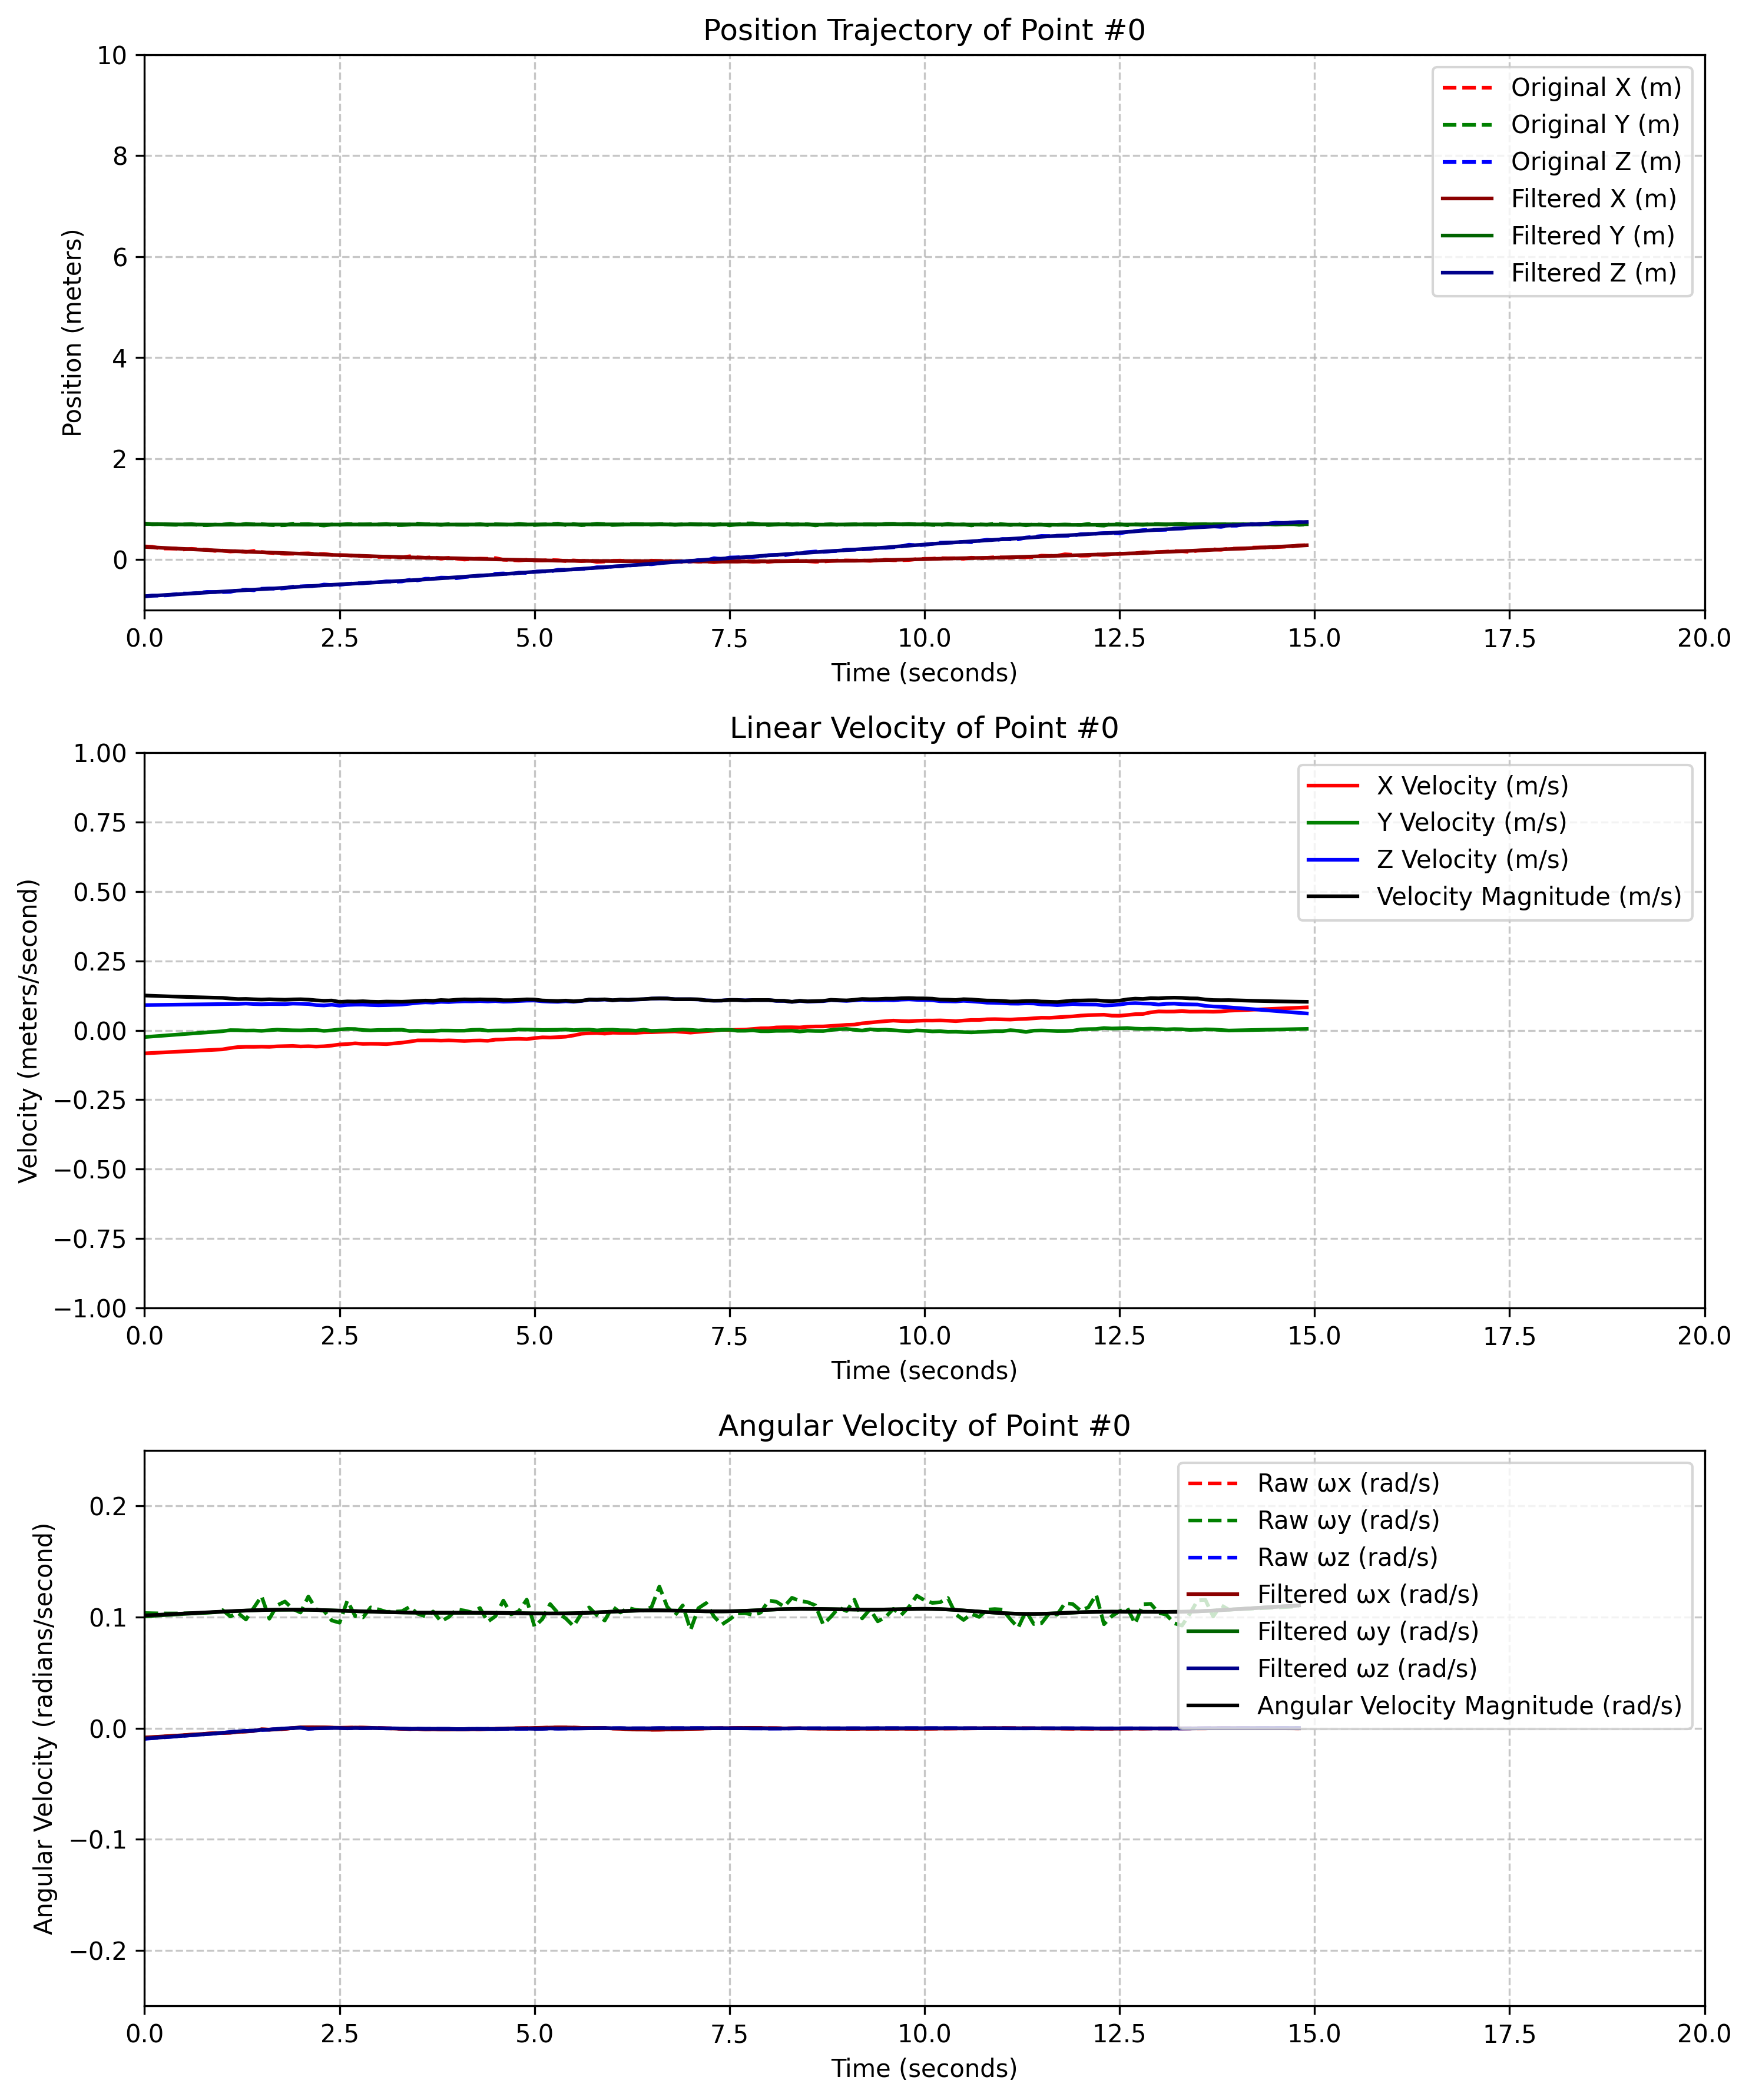 Position Trajectory of Point #0
10
8
6
4
2
0
Position (meters)
Original X (m)
Original Y (m)
Original Z (m)
Filtered X (m)
Filtered Y (m)
Filtered Z (m)
0.0 2.5 5.0 7.5 10.0 12.5 15.0 17.5 20.0
Time (seconds)
Linear Velocity of Point #0
1.00
0.75
0.50
0.25
0.00
−0.25
−0.50
−0.75
−1.00
Velocity (meters/second)
X Velocity (m/s)
Y Velocity (m/s)
Z Velocity (m/s)
Velocity Magnitude (m/s)
0.0 2.5 5.0 7.5 10.0 12.5 15.0 17.5 20.0
Time (seconds)
Angular Velocity of Point #0
0.2
0.1
0.0
−0.1
−0.2
Angular Velocity (radians/second)
Raw ωx (rad/s)
Raw ωy (rad/s)
Raw ωz (rad/s)
Filtered ωx (rad/s)
Filtered ωy (rad/s)
Filtered ωz (rad/s)
Angular Velocity Magnitude (rad/s)
0.0 2.5 5.0 7.5 10.0 12.5 15.0 17.5 20.0
Time (seconds)